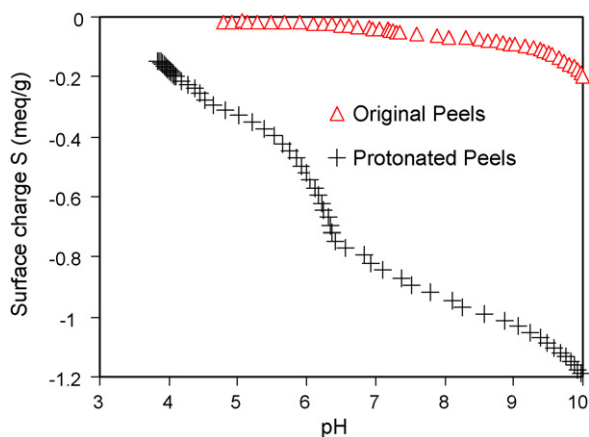 0
-0.2
-0.4
-0.6
-0.8
-1
-1.2
Surface charge S (meq/g)
Original Peels
Protonated Peels
3 4 5 6 7 8 9 10
pH